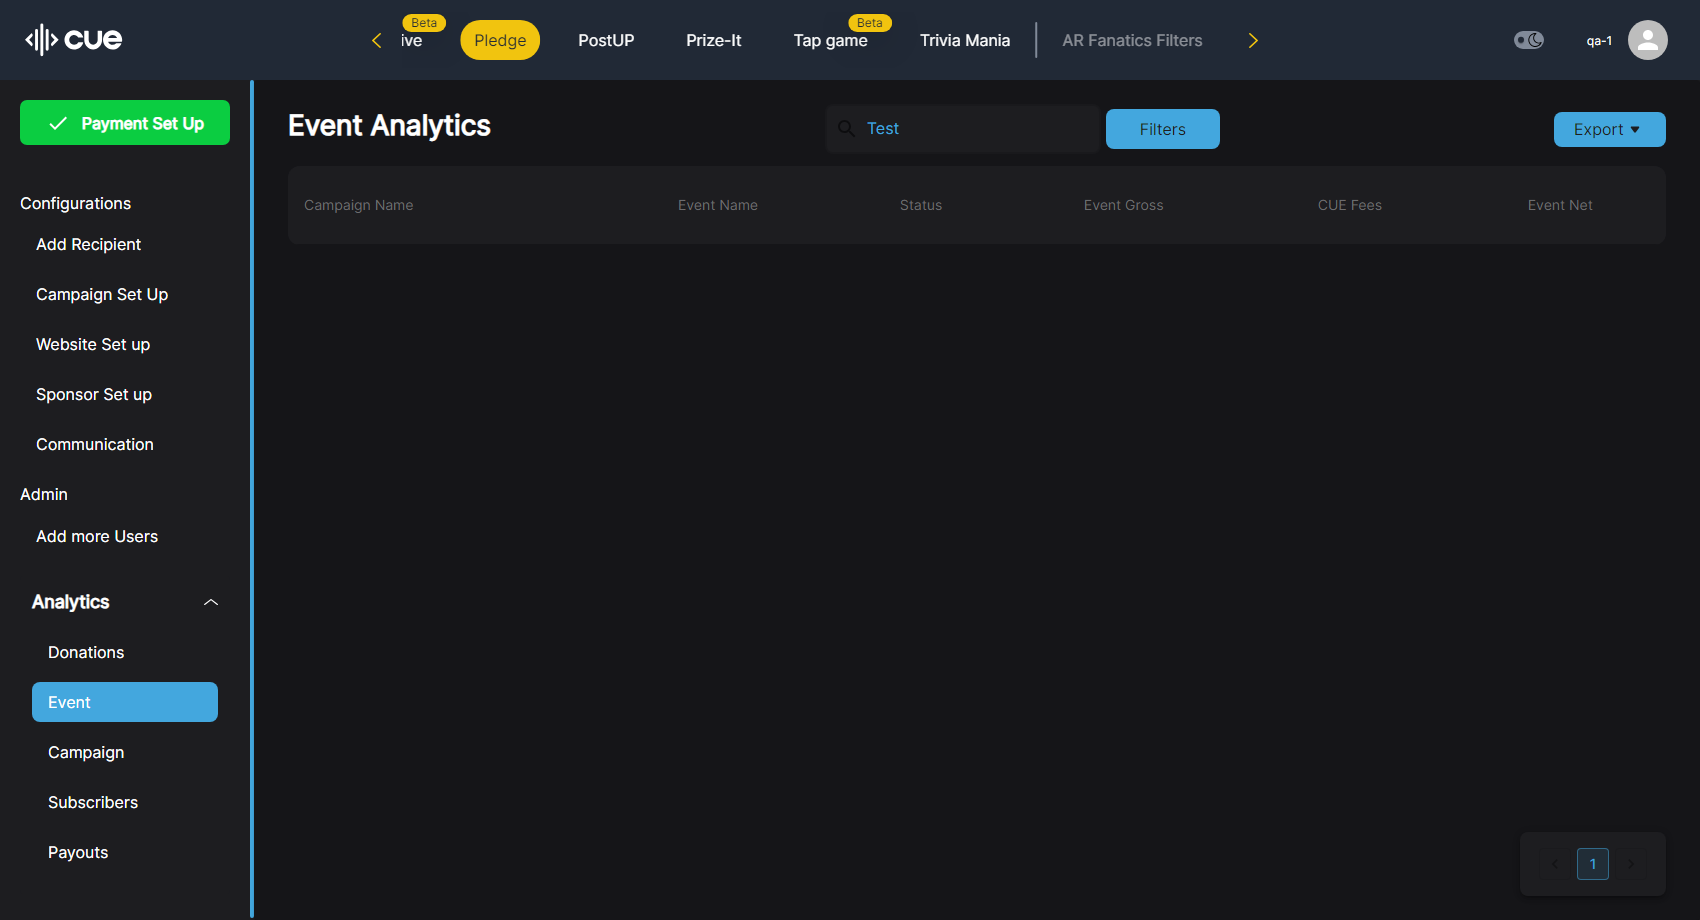 cue
Beta
ive
Pledge
PostUP
Prize-It
Beta
Tap game
Trivia Mania
AR Fanatics Filters
qa-1
Payment Set Up
Configurations
Add Recipient
Campaign Set Up
Website Set up
Sponsor Set up
Communication
Admin
Add more Users
Analytics
Donations
Event
Campaign
Subscribers
Payouts
Event Analytics
Test
Filters
Export
Campaign Name
Event Name
Status
Event Gross
CUE Fees
Event Net
1